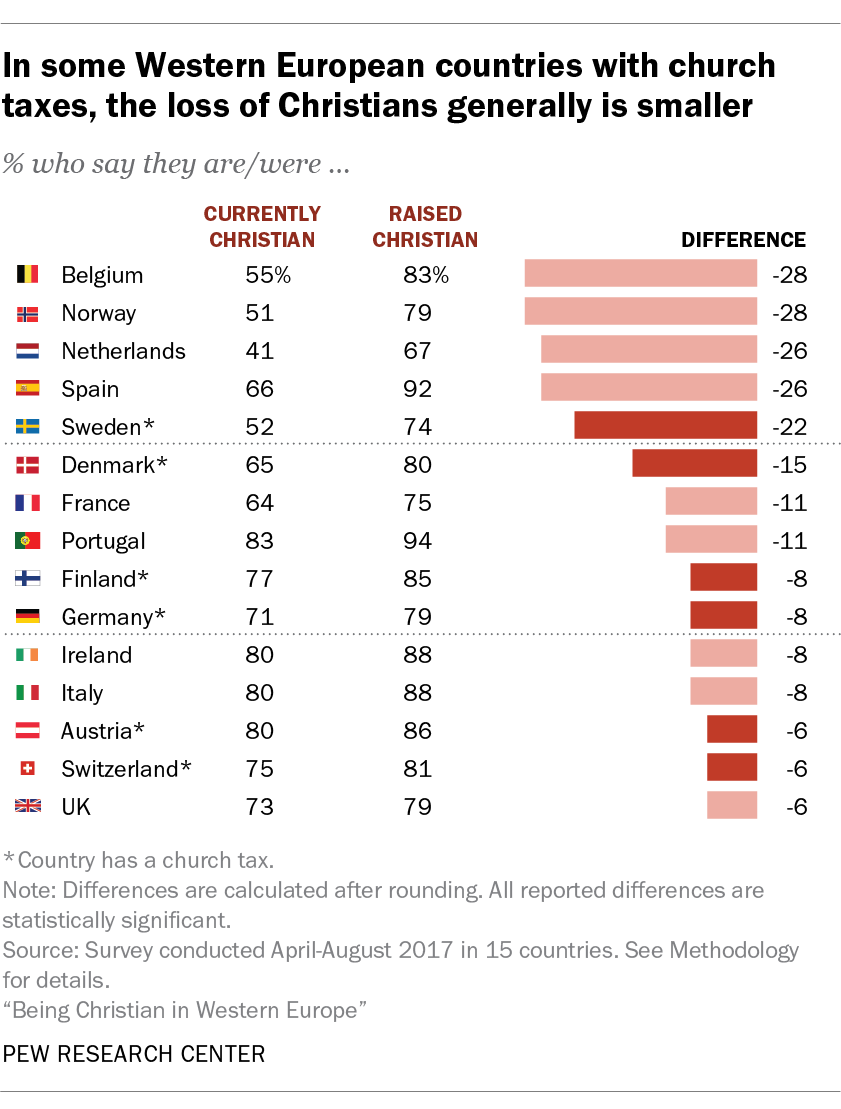 In some Western European countries with church
taxes, the loss of Christians generally is smaller
% who say they are/were ...
CURRENTLY CHRISTIAN RAISED CHRISTIAN DIFFERENCE
Belgium 55% 83% -28
Norway 51 79 -28
Netherlands 41 67 -26
Spain 66 92 -26
Sweden* 52 74 -22
Denmark* 65 80 -15
France 64 75 -11
Portugal 83 94 -11
Finland* 77 85 -8
Germany* 71 79 -8
Ireland 80 88 -8
Italy 80 88 -8
Austria* 80 86 -6
Switzerland* 75 81 -6
UK 73 79 -6
*Country has a church tax.
Note: Differences are calculated after rounding. All reported differences are
statistically significant.
Source: Survey conducted April-August 2017 in 15 countries. See Methodology
for details.
“Being Christian in Western Europe”
PEW RESEARCH CENTER